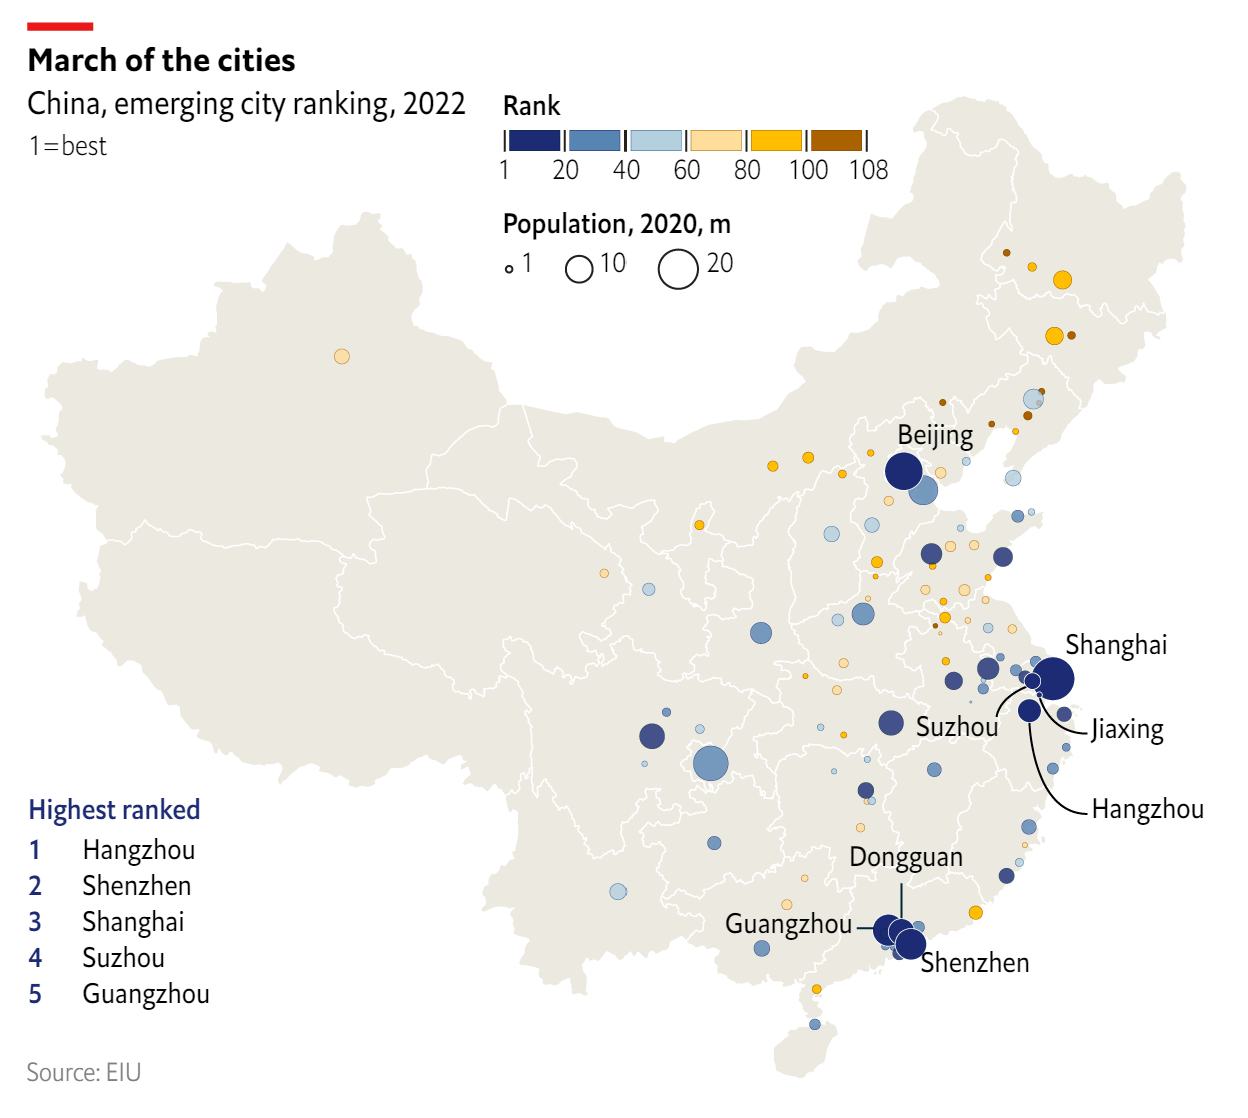 March of the cities
China, emerging city ranking, 2022
1=best
Rank
1 20 40 60 80 100 108
Population, 2020, m
1 10 20
Beijing
Shanghai
Suzhou
Jiaxing
Hangzhou
Dongguan
Guangzhou
Shenzhen
Highest ranked
1 Hangzhou
2 Shenzhen
3 Shanghai
4 Suzhou
5 Guangzhou
Source: EIU